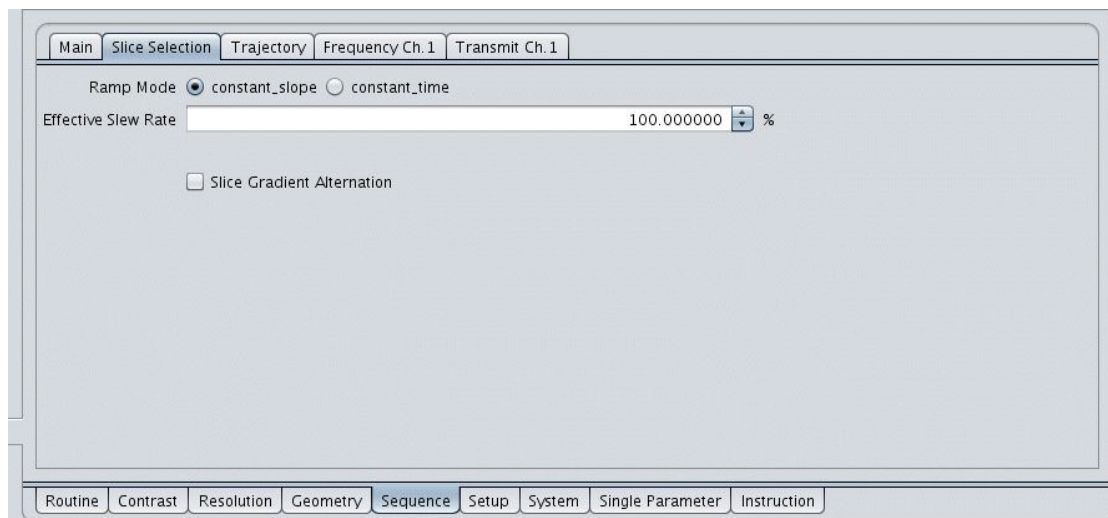 Main Slice Selection Trajectory Frequency Ch.1 Transmit Ch.1
Ramp Mode constant_slope constant_time
Effective Slew Rate 100.000000 %
Slice Gradient Alternation
Routine Contrast Resolution Geometry Sequence Setup System Single Parameter Instruction